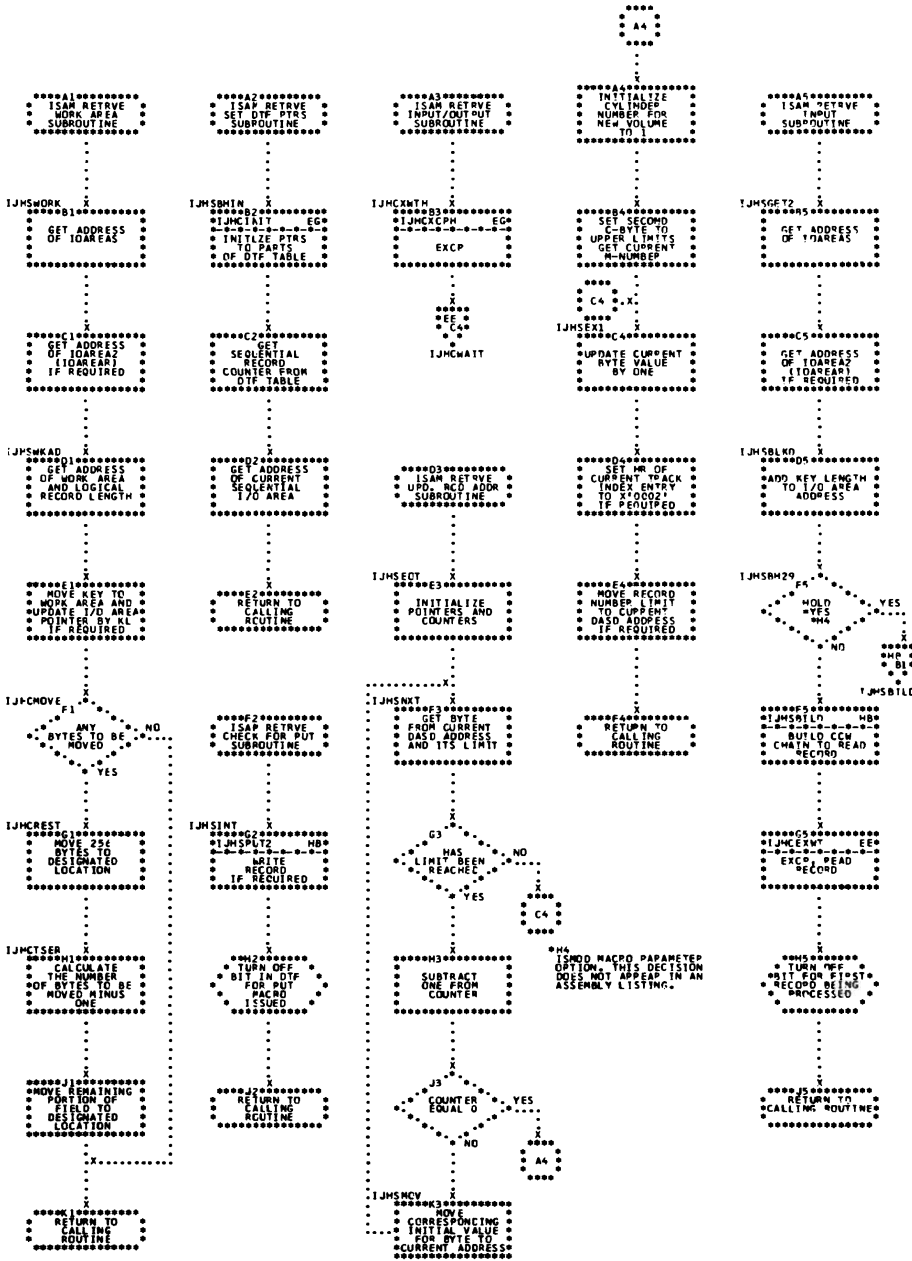 A4
A1
ISAM RETRVE
WORK AREA
SUBROUTINE
IJHSWORK
B1
GET ADDRESS
OF IOAREAS
C1
GET ADDRESS
OF IOAREA2
(IOAREAR)
IF REQUIRED
IJHSWKAD
D1
GET ADDRESS
OF WORK AREA
AND LOGICAL
RECORD LENGTH
E1
MOVE KEY TO
WORK AREA AND
UPDATE I/O AREA
POINTER BY KL
IF REQUIRED
IJHCMOVE
F1
ANY
BYTES TO BE
MOVED
NO
YES
IJHCREST
G1
MOVE 256
BYTES TO
DESIGNATED
LOCATION
IJHCTSER
H1
CALCULATE
THE NUMBER
OF BYTES TO BE
MOVED MINUS
ONE
J1
MOVE REMAINING
PORTION OF
FIELD TO
DESIGNATED
LOCATION
K1
RETURN TO
CALLING
ROUTINE
A2
ISAM RETRVE
SET DTF PTRS
SUBROUTINE
IJHSBHIN
B2
IJHCINIT EG
INITLZE PTRS
TO PARTS
OF DTF TABLE
C2
GET
SEQUENTIAL
RECORD
COUNTER FROM
DTF TABLE
D2
GET ADDRESS
OF CURRENT
SEQUENTIAL
I/O AREA
E2
RETURN TO
CALLING
ROUTINE
F2
ISAM RETRVE
CHECK FOR PUT
SUBROUTINE
IJHSINT
G2
IJHSPUT2 HB
WRITE
RECORD
IF REQUIRED
H2
TURN OFF
BIT IN DTF
FOR PUT
MACRO
ISSUED
J2
RETURN TO
CALLING
ROUTINE
A3
ISAM RETRVE
INPUT/OUTPUT
SUBROUTINE
IJHCXWTH
B3
IJHCXCPH EG
EXCP
EE
C4
IJHCWAIT
D3
ISAM RETRVE
UPD. RCD ADDR
SUBROUTINE
IJHSEOT
E3
INITIALIZE
POINTERS AND
COUNTERS
IJHSNXT
F3
GET BYTE
FROM CURRENT
DASD ADDRESS
AND ITS LIMIT
G3
HAS
LIMIT BEEN
REACHED
NO
YES
C4
H3
SUBTRACT
ONE FROM
COUNTER
J3
COUNTER
EQUAL 0
YES
NO
A4
IJHSMCV
K3
MOVE
CORRESPONDING
INITIAL VALUE
FOR BYTE TO
CURRENT ADDRESS
A4
INITIALIZE
CYLINDER
NUMBER FOR
NEW VOLUME
TO 1
B4
SET SECOND
C-BYTE TO
UPPER LIMITS
GET CURRENT
M-NUMBER
C4
IJHSEX1
C4
UPDATE CURRENT
BYTE VALUE
BY ONE
D4
SET HR OF
CURRENT TRACK
INDEX ENTRY
TO X'0002'
IF REQUIRED
E4
MOVE RECORD
NUMBER LIMIT
TO CURRENT
DASD ADDRESS
IF REQUIRED
F4
RETURN TO
CALLING
ROUTINE
*H4
ISMOD MACRO PARAMETER
OPTION. THIS DECISION
DOES NOT APPEAR IN AN
ASSEMBLY LISTING.
A5
ISAM RETRVE
INPUT
SUBROUTINE
IJHSGET2
B5
GET ADDRESS
OF IOAREAS
C5
GET ADDRESS
OF IOAREA2
(IOAREAR)
IF REQUIRED
IJHSBLKD
D5
ADD KEY LENGTH
TO I/O AREA
ADDRESS
IJHSBH29
E5
HOLD
=YES
*H4
YES
NO
HB
B1
IJHSBILD
F5
IJHSBILD HB
BUILD CCW
CHAIN TO READ
RECORD
G5
IJHCEXWT EE
EXCP, READ
RECORD
H5
TURN OFF
BIT FOR FIRST
RECORD BEING
PROCESSED
J5
RETURN TO
CALLING ROUTINE